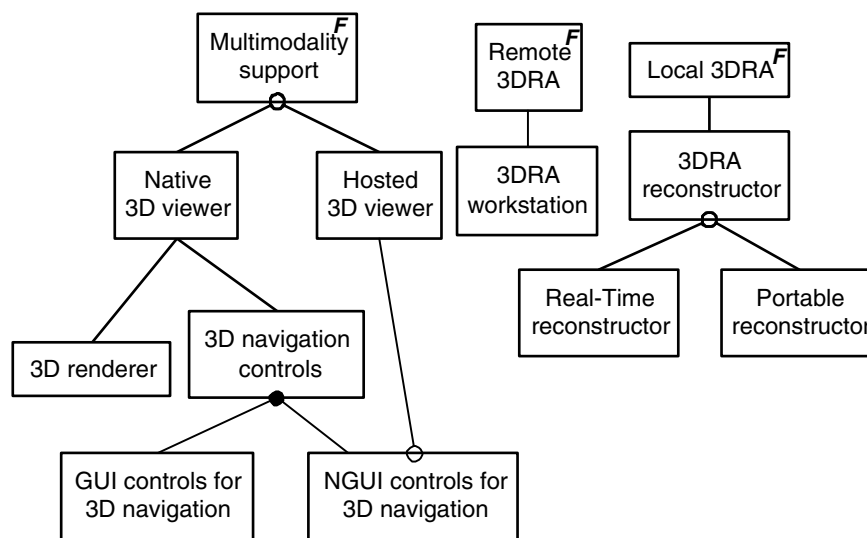 Multimodality F
support
Remote F
3DRA
Local 3DRA F
Native
3D viewer
Hosted
3D viewer
3DRA
workstation
3DRA
reconstructor
Real-Time
reconstructor
Portable
reconstructor
3D renderer
3D navigation
controls
GUI controls for
3D navigation
NGUI controls for
3D navigation